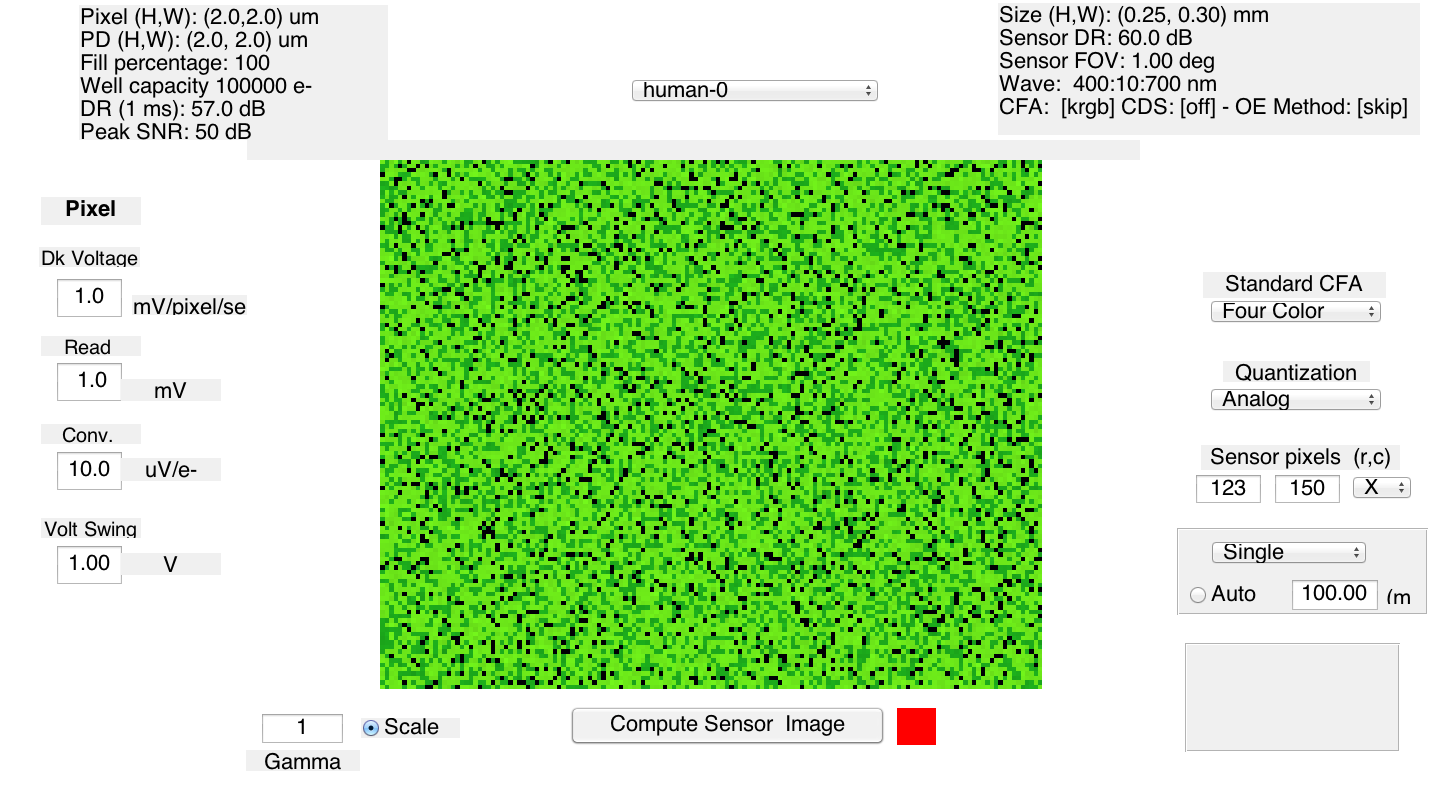 Pixel (H,W): (2.0,2.0) um
PD (H,W): (2.0, 2.0) um
Fill percentage: 100
Well capacity 100000 e-
DR (1 ms): 57.0 dB
Peak SNR: 50 dB
human-0
Size (H,W): (0.25, 0.30) mm
Sensor DR: 60.0 dB
Sensor FOV: 1.00 deg
Wave:  400:10:700 nm
CFA:  [krgb] CDS: [off] - OE Method: [skip]
Pixel
Dk Voltage
1.0 mV/pixel/se
Read
1.0 mV
Conv.
10.0 uV/e-
Volt Swing
1.00 V
Standard CFA
Four Color
Quantization
Analog
Sensor pixels  (r,c)
123 150 X
Single
Auto 100.00 (m
1 Scale
Gamma
Compute Sensor  Image